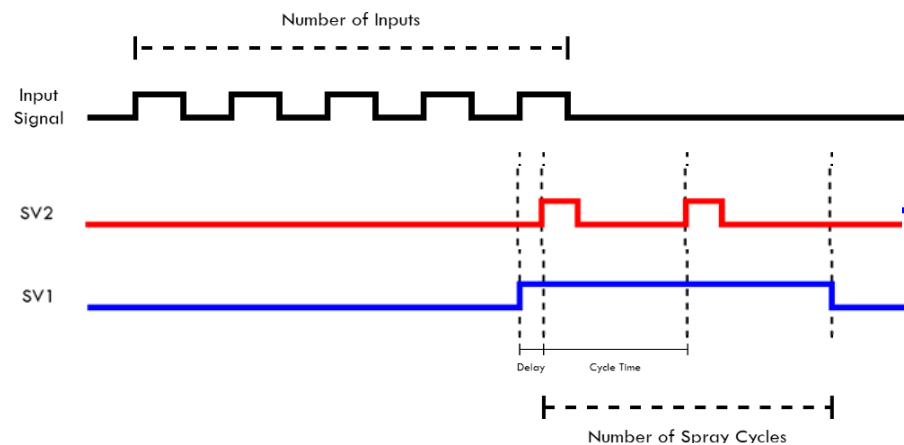 Number of Inputs
Input
Signal
SV2
SV1
Delay
Cycle Time
Number of Spray Cycles